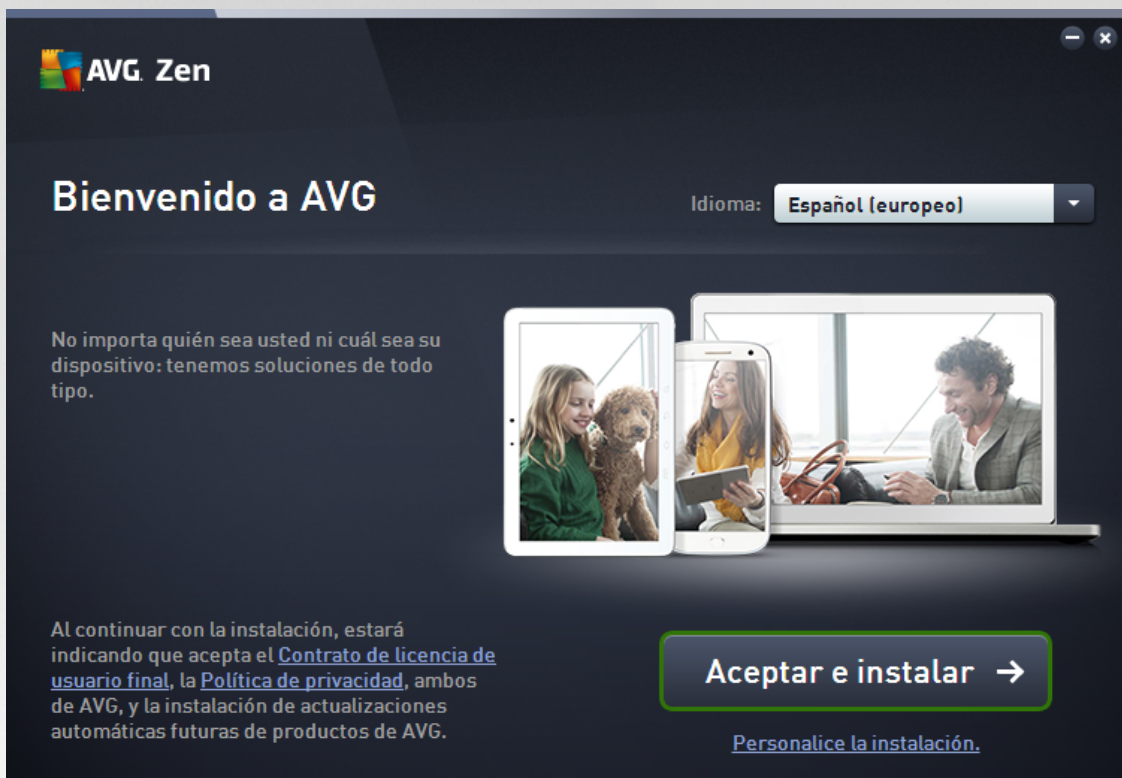 AVG. Zen
Bienvenido a AVG
Idioma: Español (europeo)
No importa quién sea usted ni cuál sea su
dispositivo: tenemos soluciones de todo
tipo.
Al continuar con la instalación, estará
indicando que acepta el Contrato de licencia de
usuario final, la Política de privacidad, ambos
de AVG, y la instalación de actualizaciones
automáticas futuras de productos de AVG.
Aceptar e instalar →
Personalice la instalación.